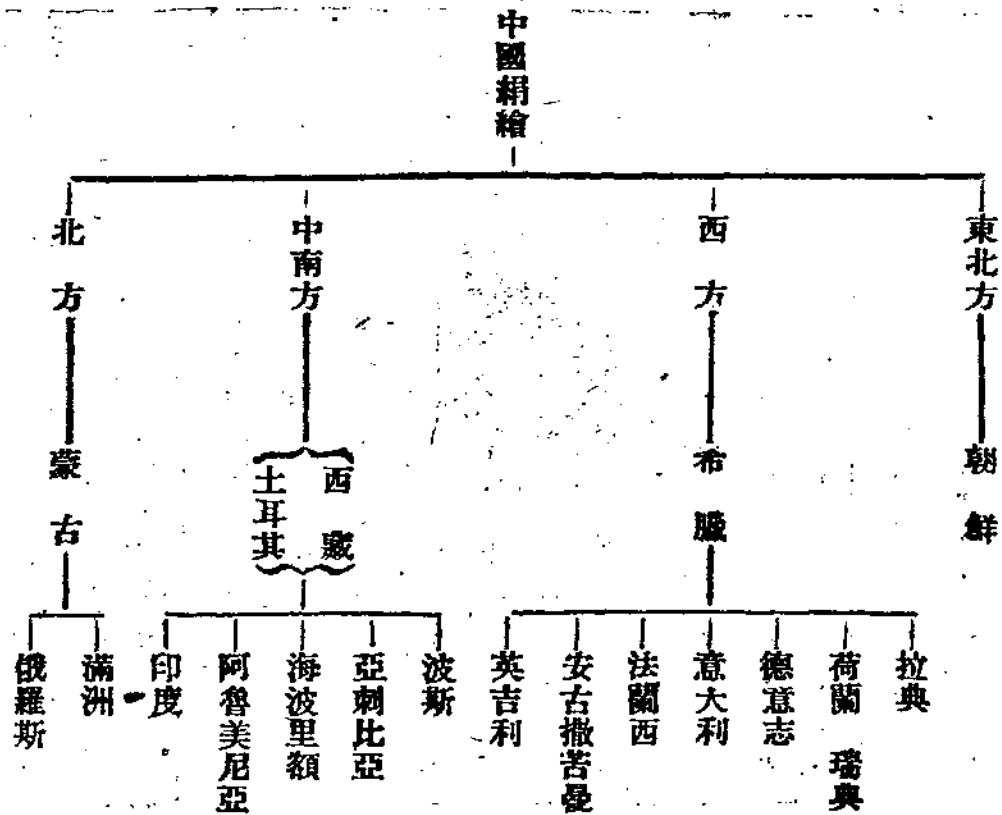 中國絹繪
東北方
西方
中南方
北方
朝鮮
希臘
西藏
土耳其
蒙古
拉典
荷蘭 瑞典
德意志
意大利
法蘭西
安古撒苦曼
英吉利
波斯
亞刺比亞
海波里額
阿魯美尼亞
印度
滿洲
俄羅斯